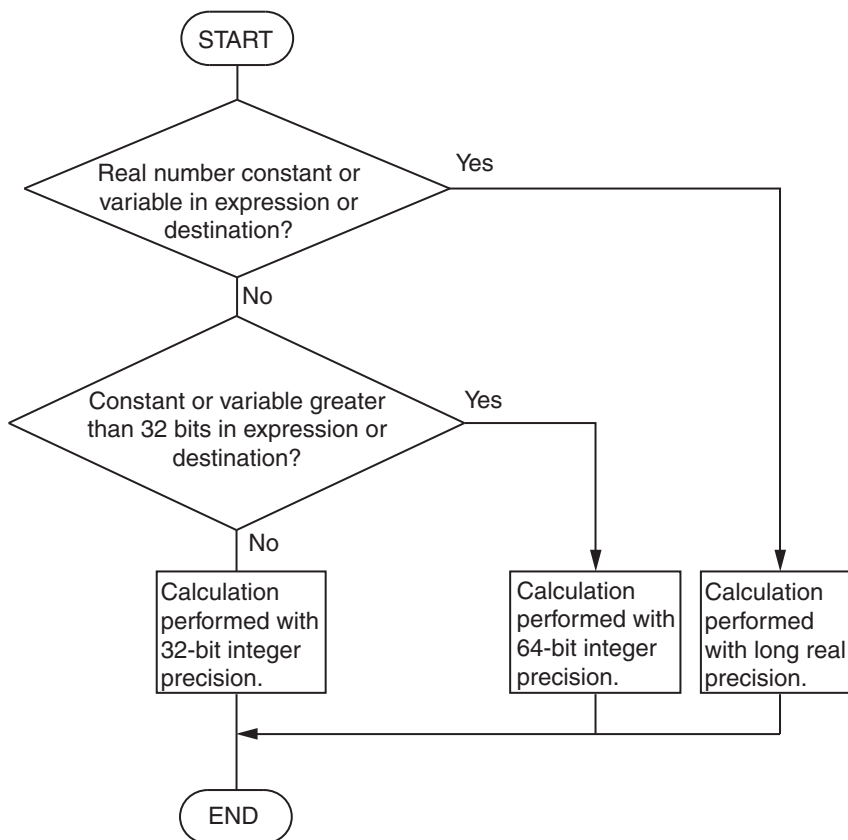 START
Real number constant or
variable in expression or
destination?
Yes
No
Constant or variable greater
than 32 bits in expression or
destination?
Yes
No
Calculation
performed with
32-bit integer
precision.
Calculation
performed with
64-bit integer
precision.
Calculation
performed
with long real
precision.
END